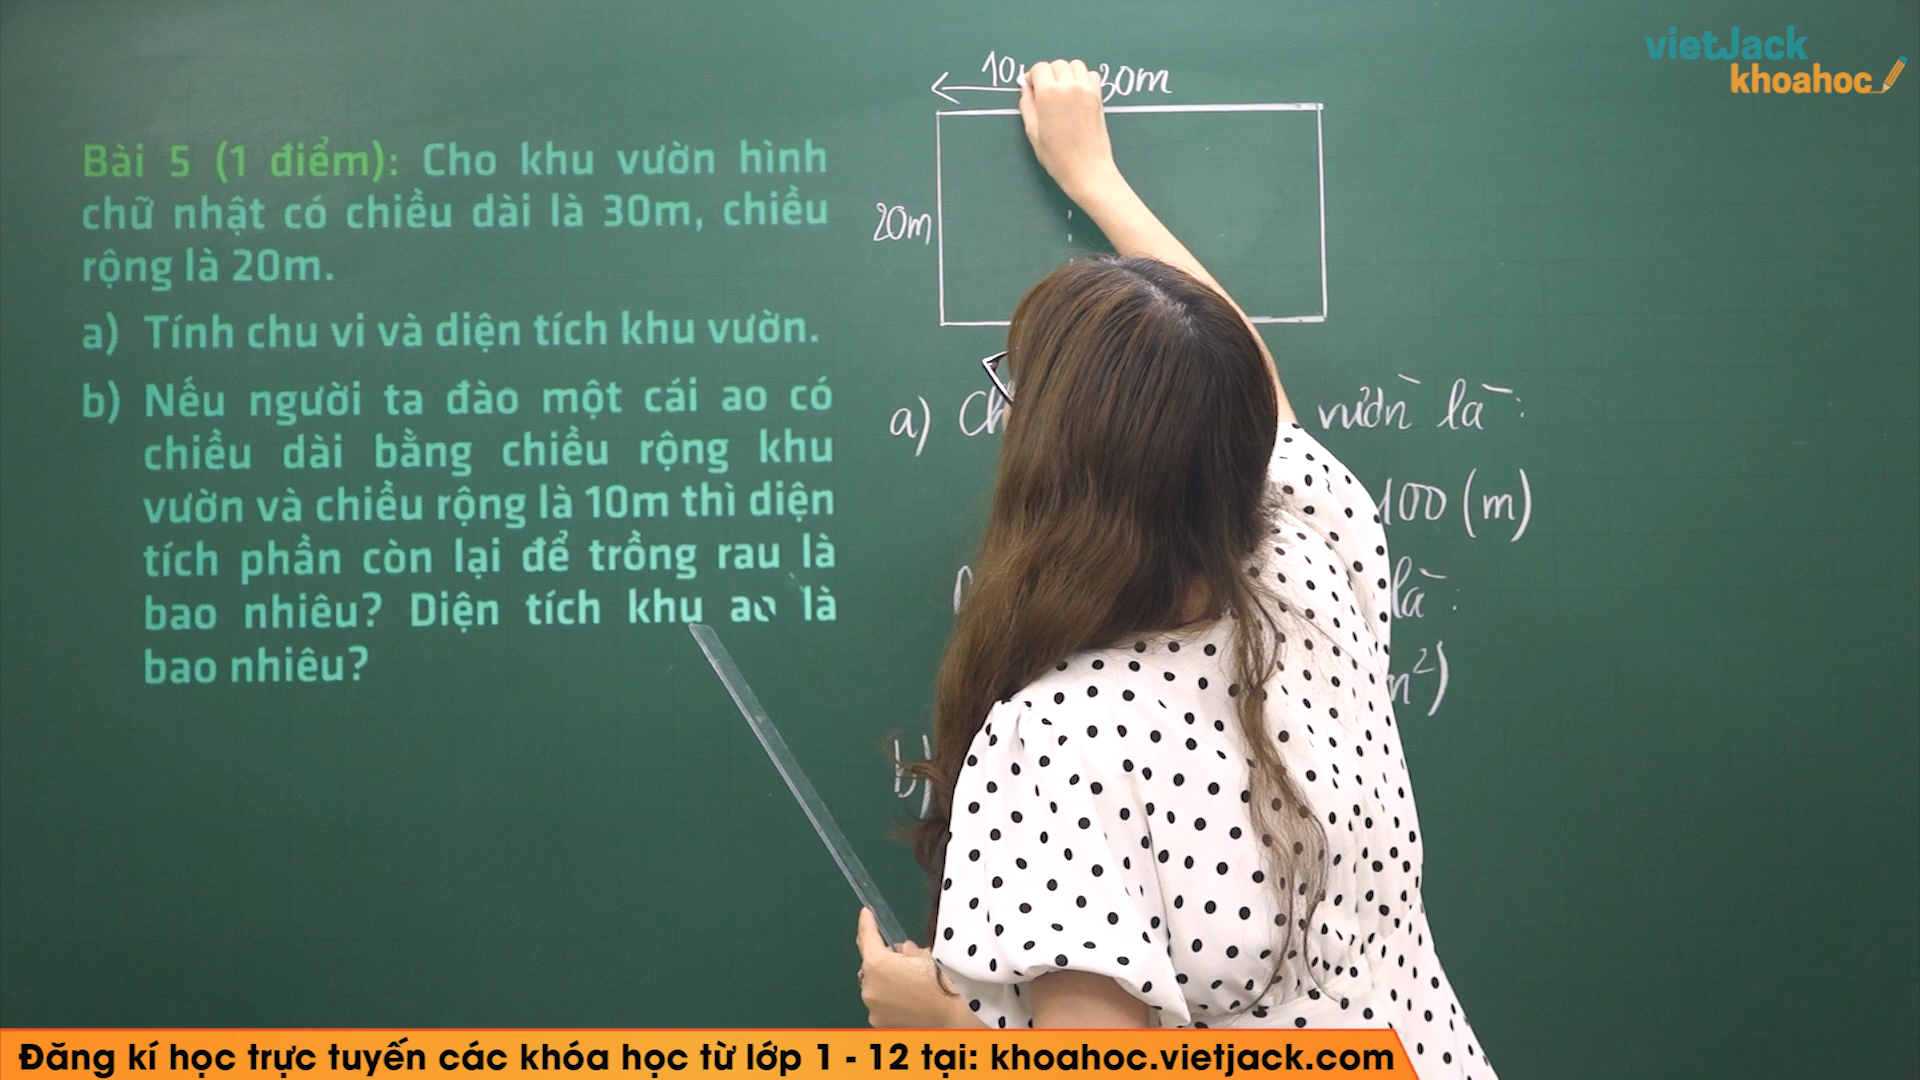 vietJack
khoahoc
10
30m
20m
Bài 5 (1 điểm): Cho khu vườn hình
chữ nhật có chiều dài là 30m, chiều
rộng là 20m.
a) Tính chu vi và diện tích khu vườn.
b) Nếu người ta đào một cái ao có
chiều dài bằng chiều rộng khu
vườn và chiều rộng là 10m thì diện
tích phần còn lại để trồng rau là
bao nhiêu? Diện tích khu ao là
bao nhiêu?
a) Ch vườn là:
100 (m)
là:
m²)
b)
Đăng kí học trực tuyến các khóa học từ lớp 1 - 12 tại: khoahoc.vietjack.com